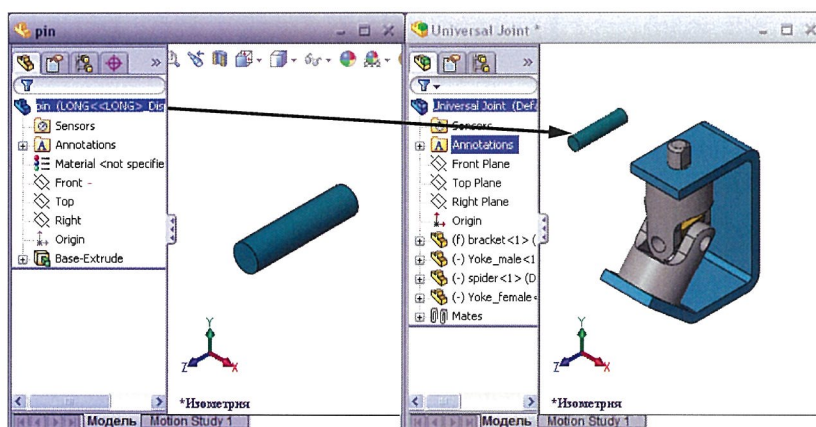 pin
pin (LONG<<LONG>_Dis
Sensors
Annotations
Material <not specifie
Front
Top
Right
Origin
Base-Extrude
*Изометрия
Модель Motion Study 1
Universal Joint *
Universal Joint (Defa
Sensors
Annotations
Front Plane
Top Plane
Right Plane
Origin
(f) bracket<1> (
(-) Yoke_male<1
(-) spider<1> (D
(-) Yoke_female<
Mates
*Изометрия
Модель Motion Study 1
Y
Z
X
Y
Z
X